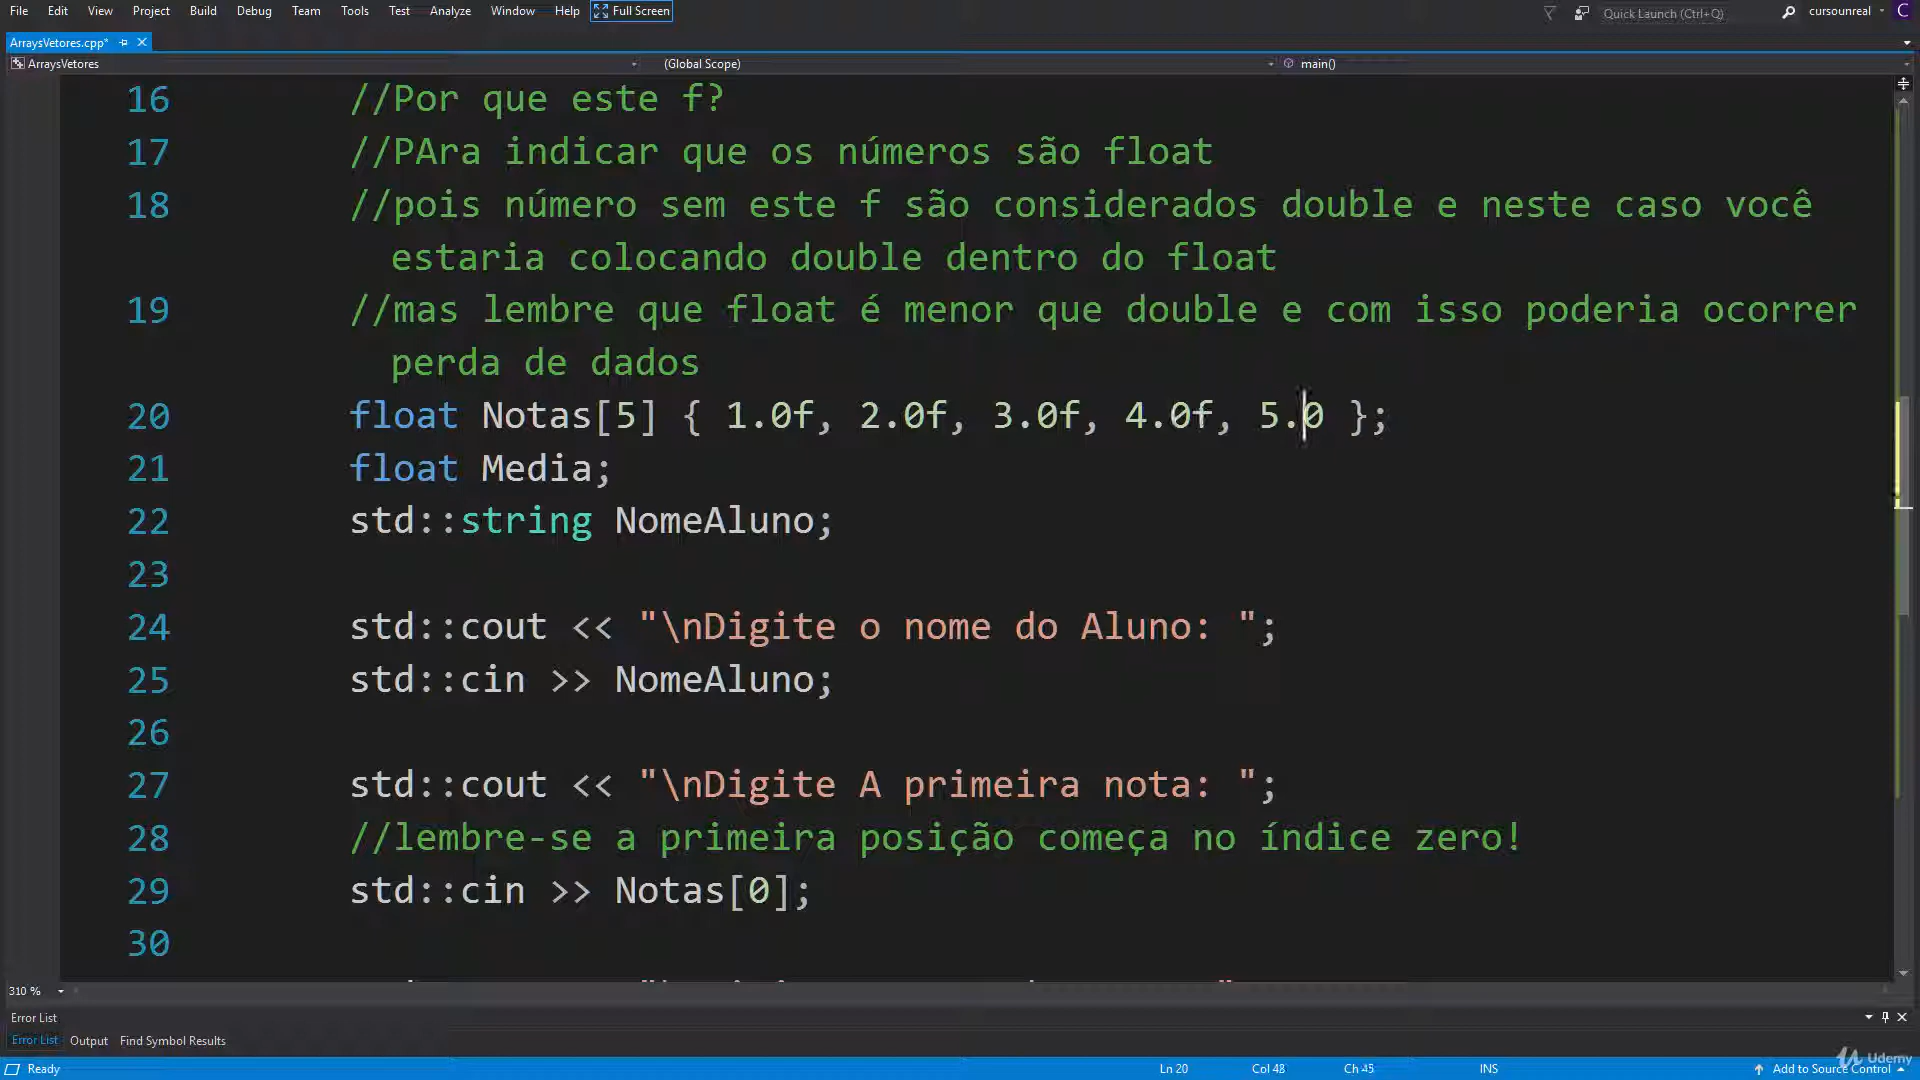 File Edit View Project Build Debug Team Tools Test Analyze Window Help Full Screen Quick Launch (Ctrl+Q) cursounreal C
ArraysVetores.cpp*
ArraysVetores (Global Scope) main()
16 //Por que este f?
17 //PAra indicar que os números são float
18 //pois número sem este f são considerados double e neste caso você
estaria colocando double dentro do float
19 //mas lembre que float é menor que double e com isso poderia ocorrer
perda de dados
20 float Notas[5] { 1.0f, 2.0f, 3.0f, 4.0f, 5.0 };
21 float Media;
22 std::string NomeAluno;
23
24 std::cout << "\nDigite o nome do Aluno: ";
25 std::cin >> NomeAluno;
26
27 std::cout << "\nDigite A primeira nota: ";
28 //lembre-se a primeira posição começa no índice zero!
29 std::cin >> Notas[0];
30
310 %
Error List
Error List Output Find Symbol Results
Ready Ln 20 Col 48 Ch 45 INS Add to Source Control
Udemy